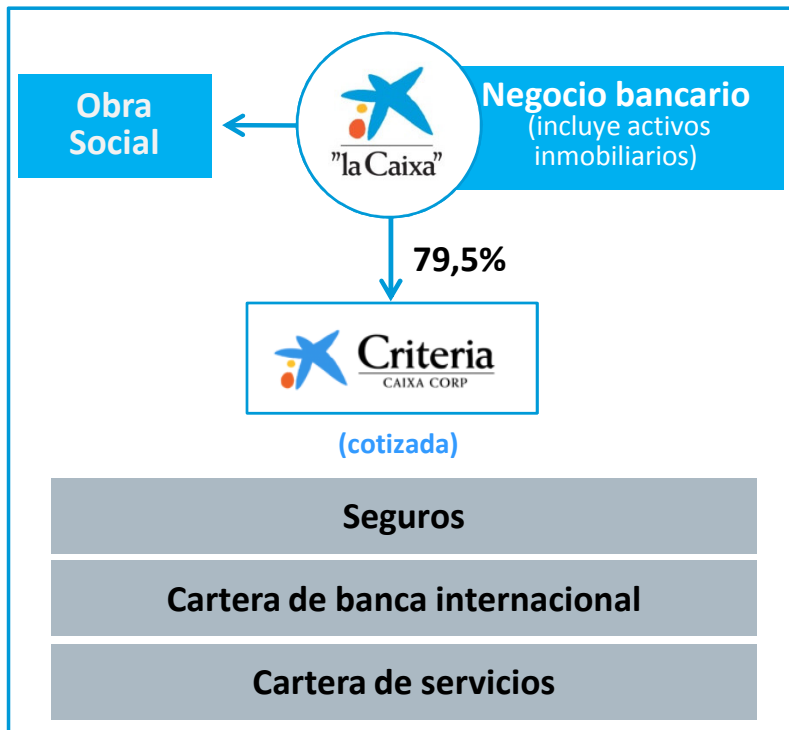 Obra
Social
"la Caixa"
Negocio bancario
(incluye activos
inmobiliarios)
79,5%
Criteria
CAIXA CORP
(cotizada)
Seguros
Cartera de banca internacional
Cartera de servicios